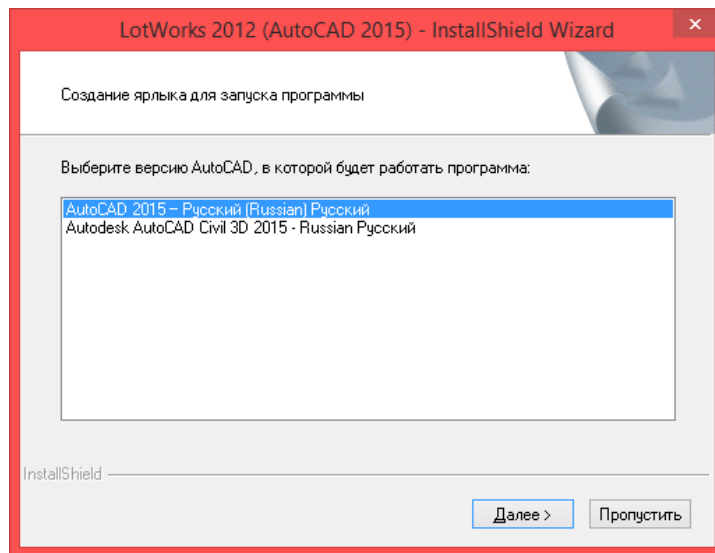 LotWorks 2012 (AutoCAD 2015) - InstallShield Wizard
Создание ярлыка для запуска программы
Выберите версию AutoCAD, в которой будет работать программа:
AutoCAD 2015 – Русский (Russian) Русский
Autodesk AutoCAD Civil 3D 2015 - Russian Русский
InstallShield
Далее >
Пропустить